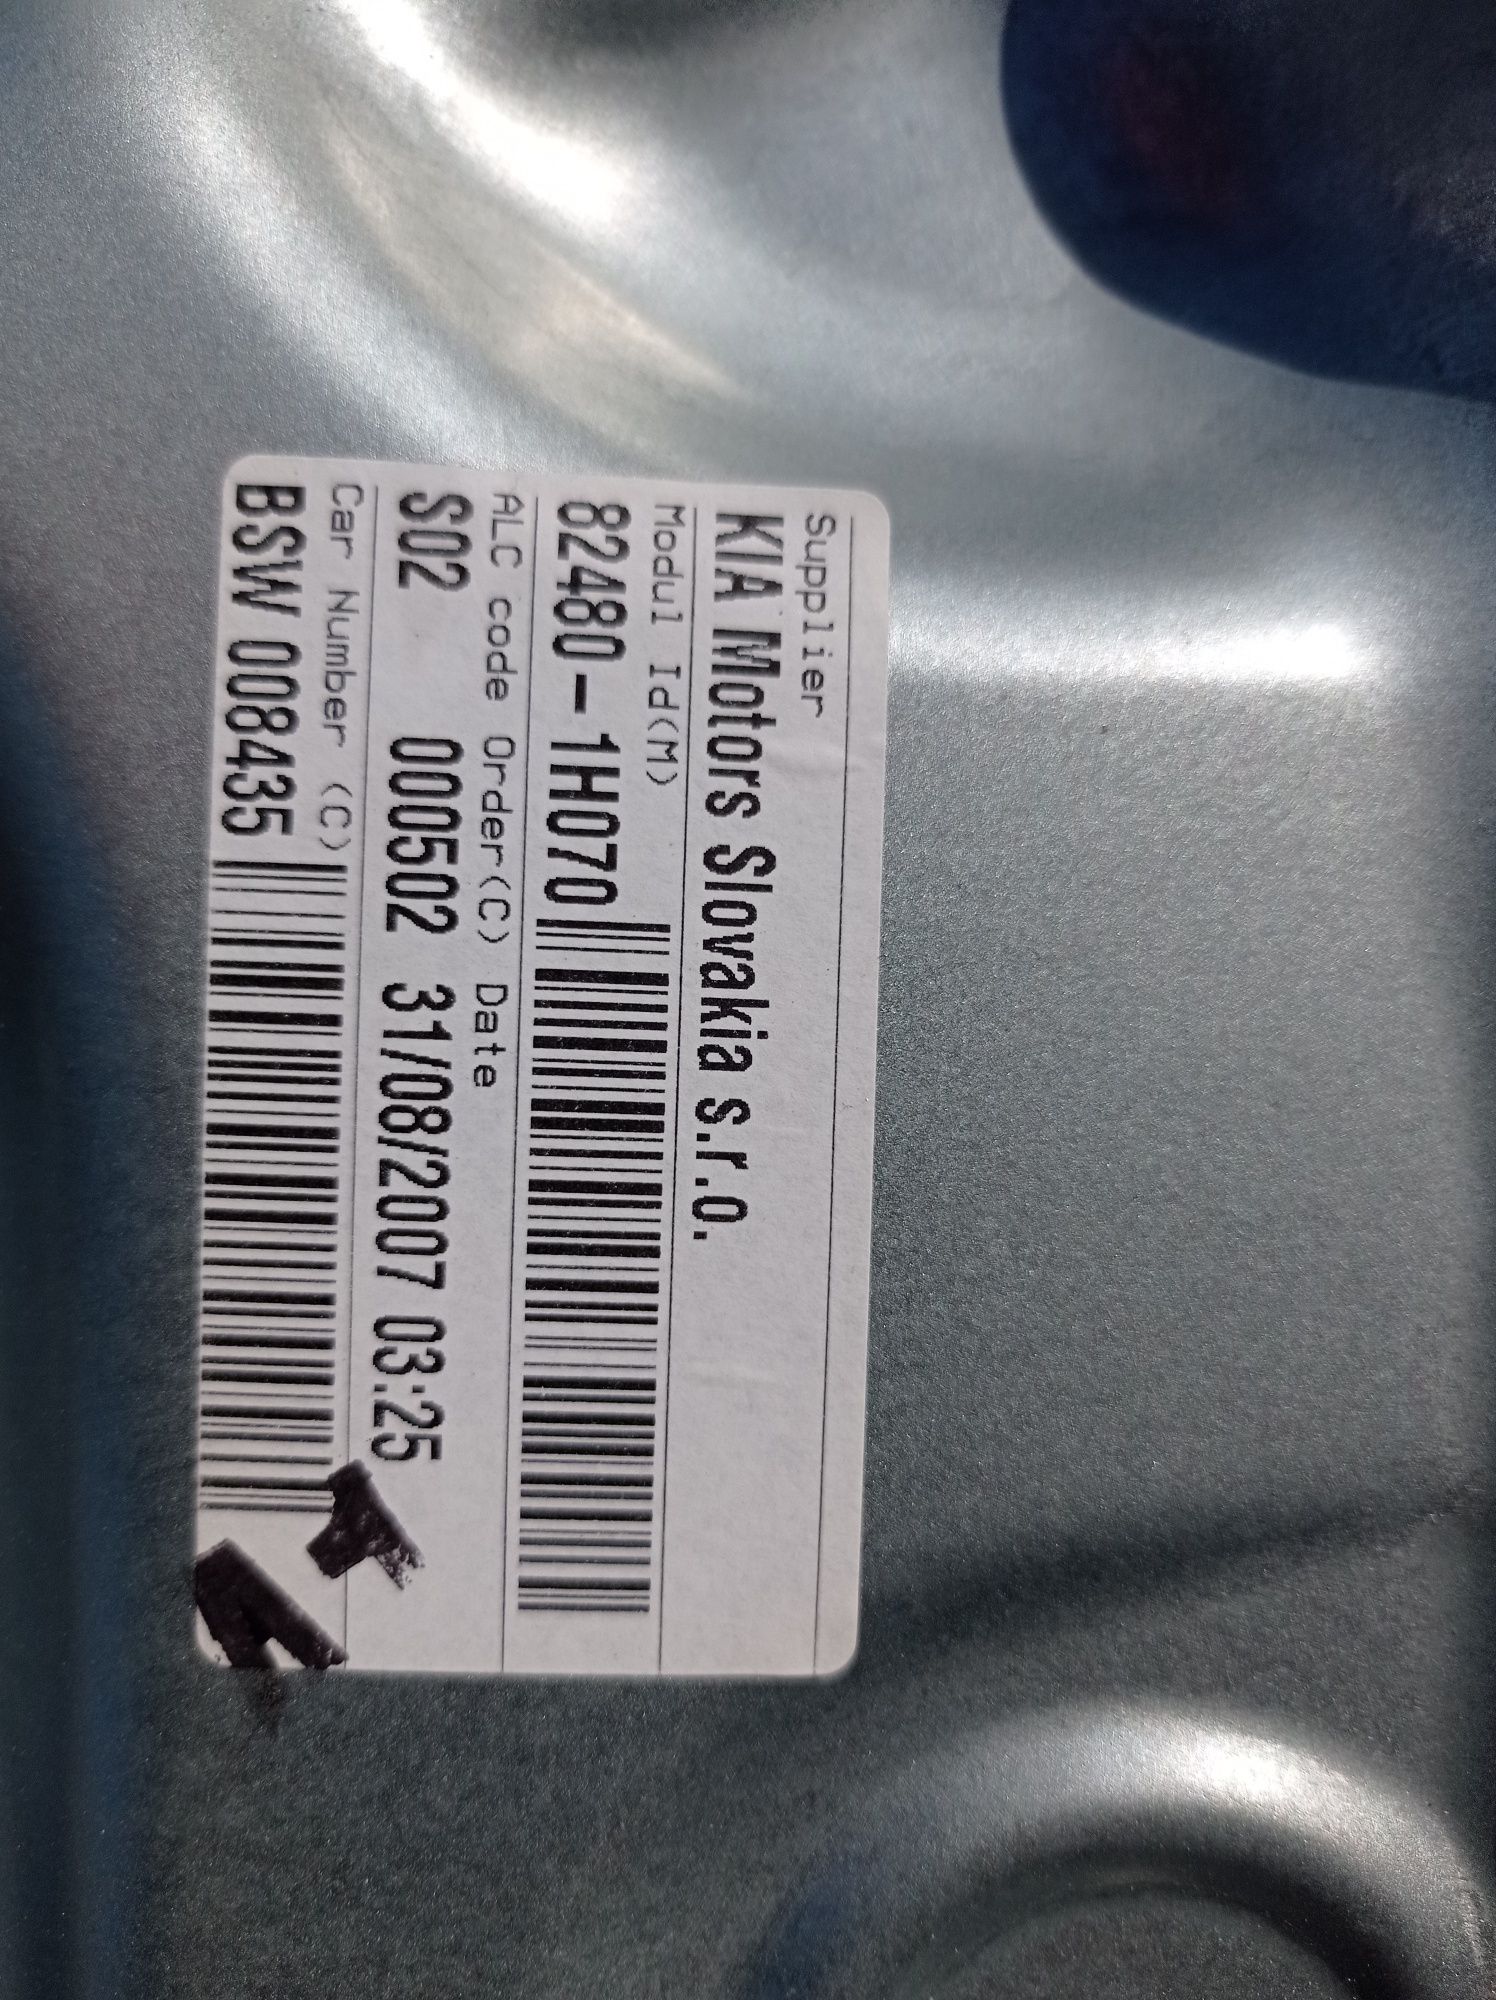 Supplier
KIA Motors Slovakia s.r.o.
Modul Id(M)
82480-1H070
ALC code Order(C) Date
S02 000502 31/08/2007 03:25
Car Number (C)
BSW 008435